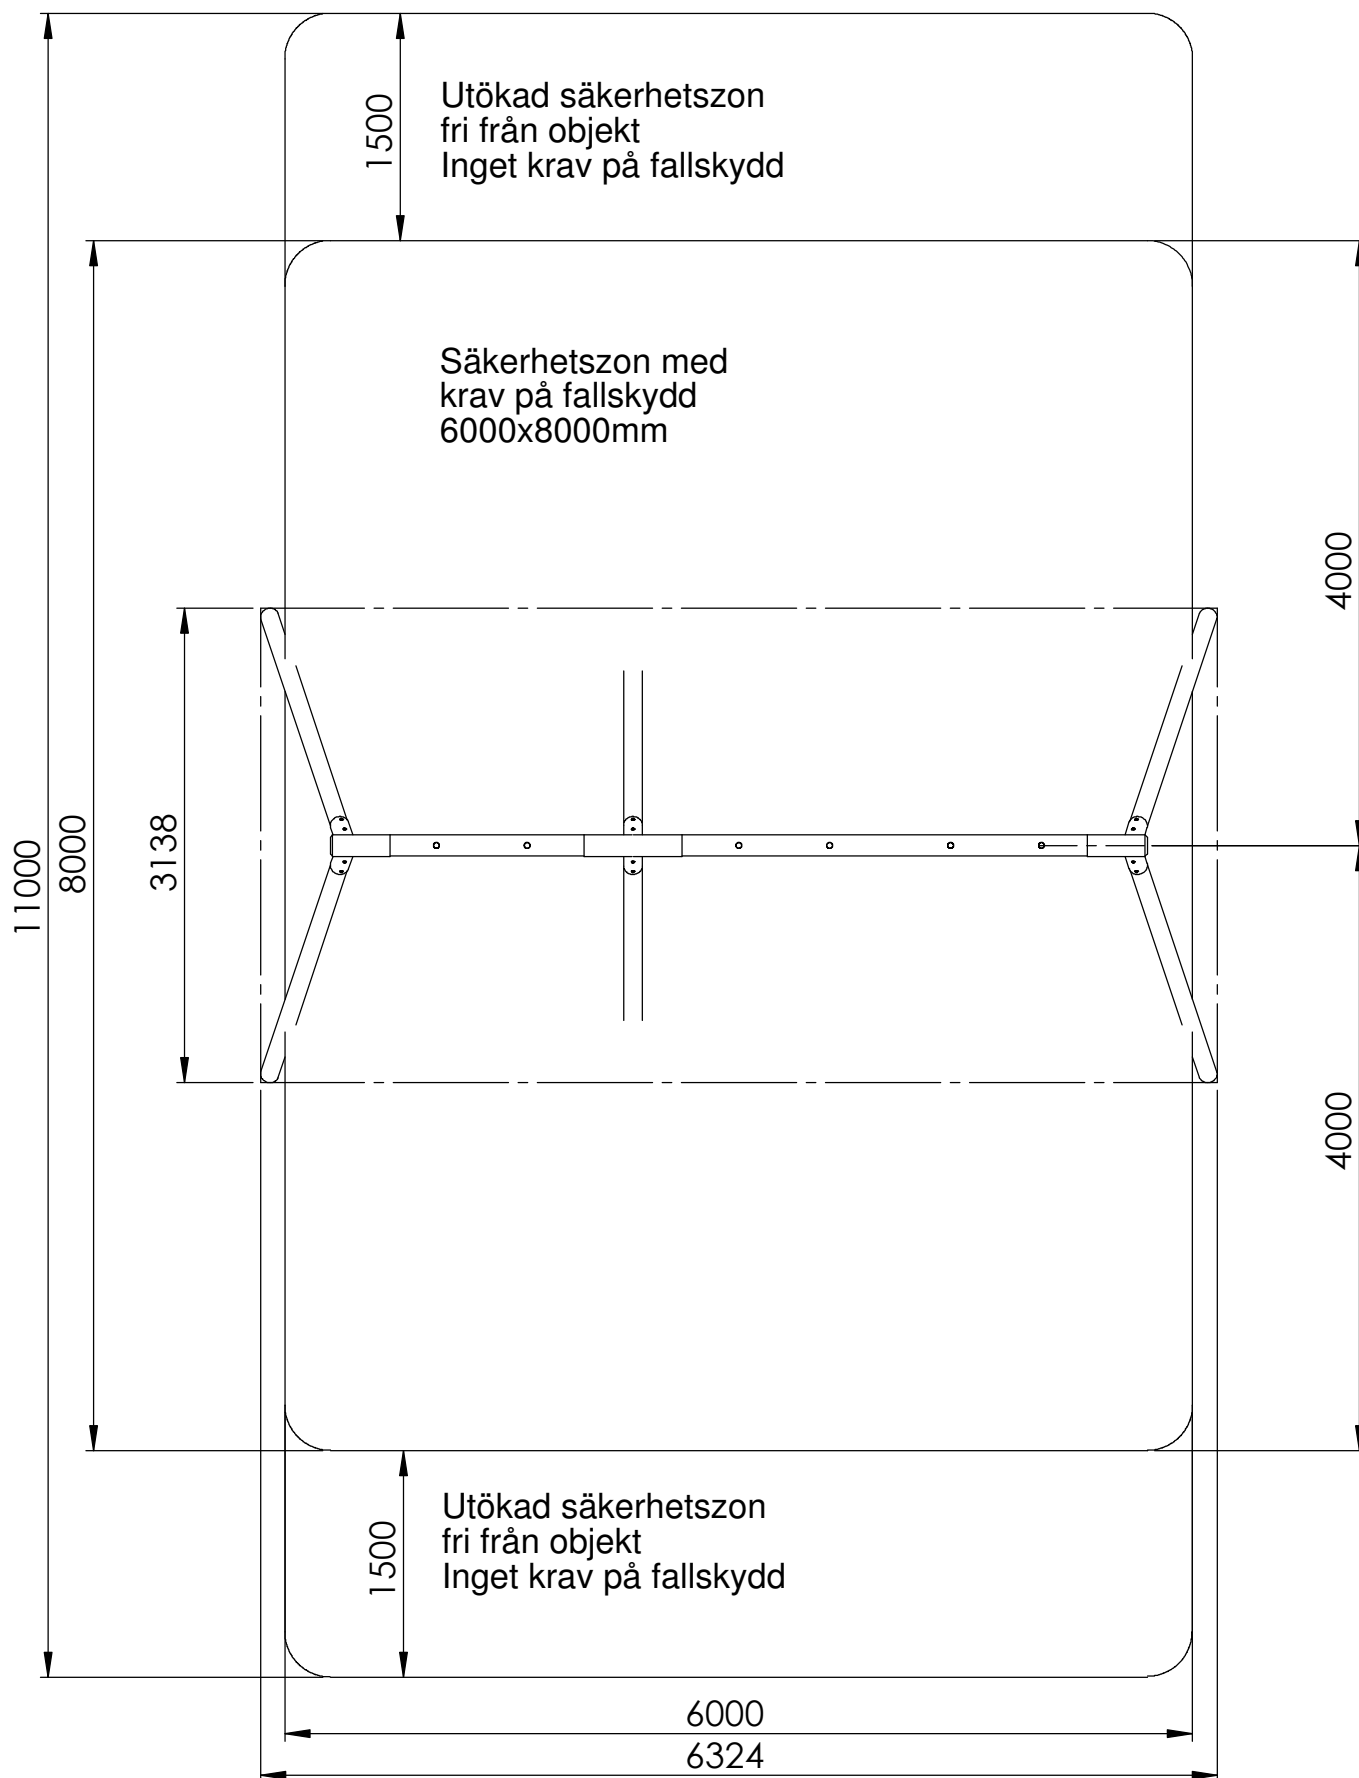 1500
Utökad säkerhetszon
fri från objekt
Inget krav på fallskydd
Säkerhetszon med
krav på fallskydd
6000x8000mm
4000
11000
8000
3138
4000
1500
Utökad säkerhetszon
fri från objekt
Inget krav på fallskydd
6000
6324